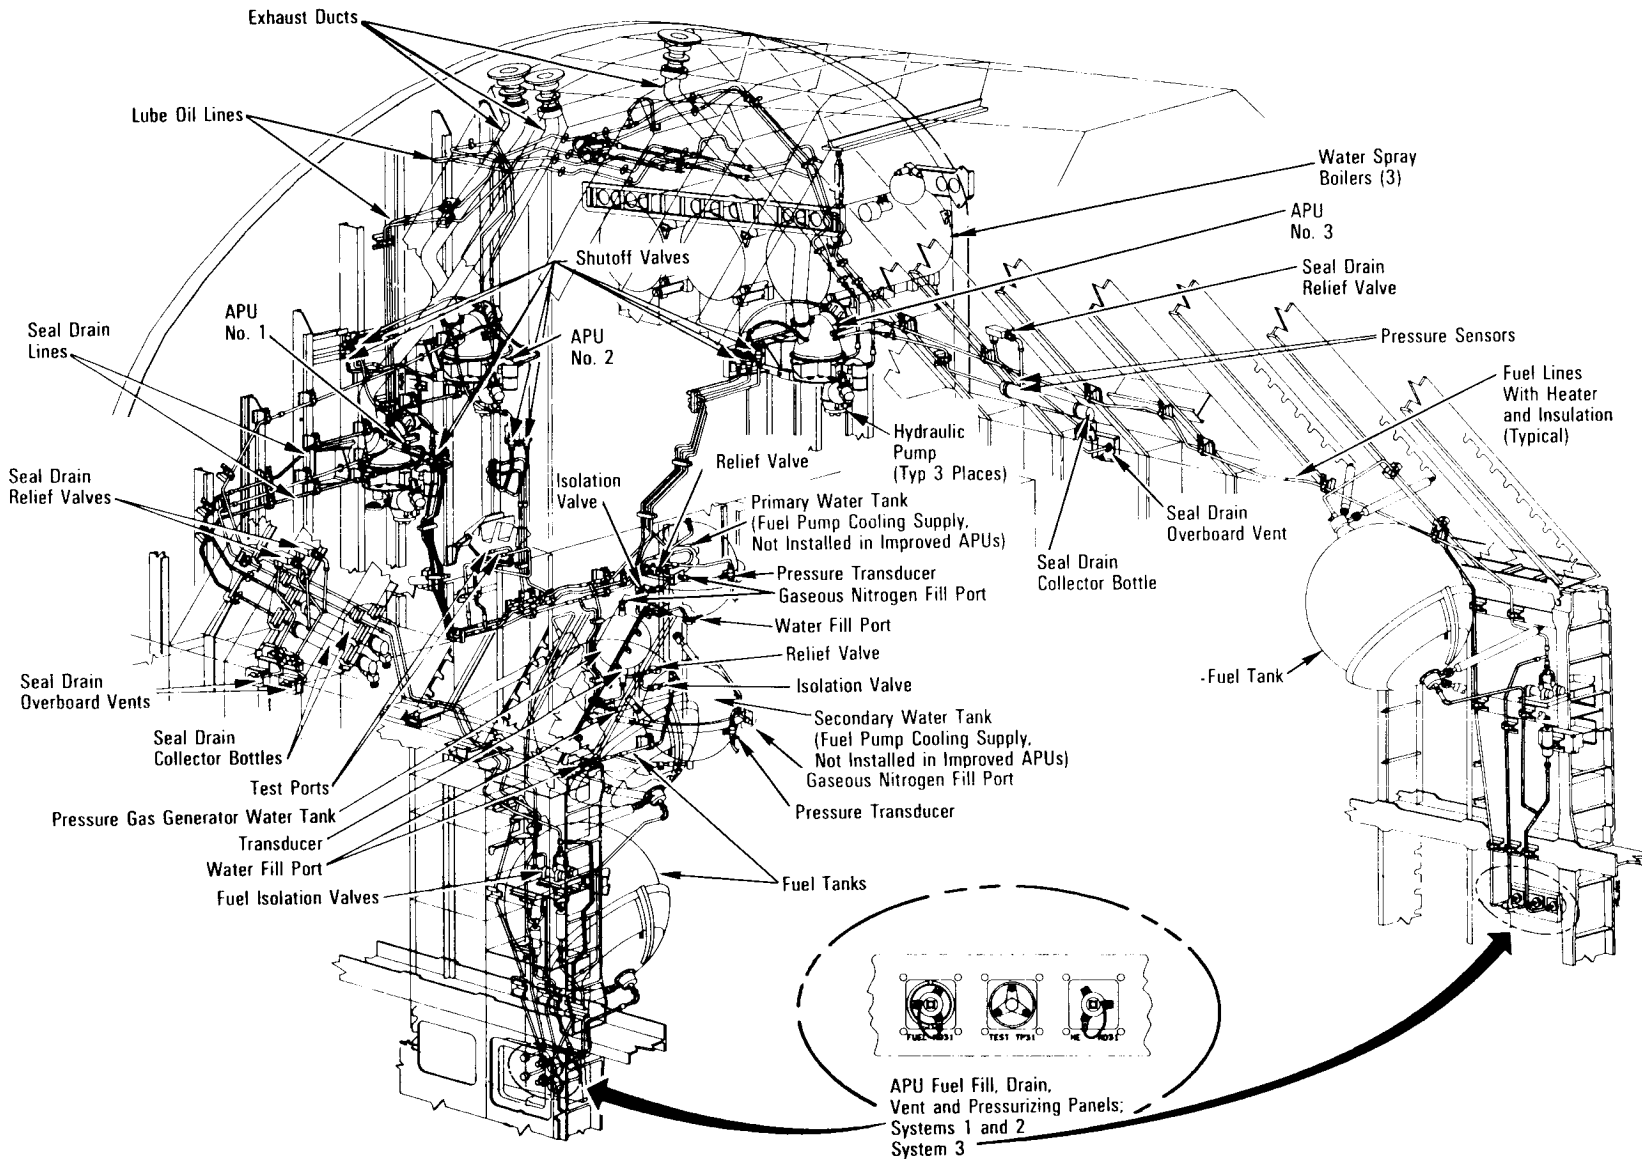 Exhaust Ducts
Lube Oil Lines
Water Spray
Boilers (3)
APU
No. 3
Shutoff Valves
Seal Drain
Relief Valve
APU
No. 1
Seal Drain
Lines
APU
No. 2
Pressure Sensors
Fuel Lines
With Heater
and Insulation
(Typical)
Hydraulic
Pump
(Typ 3 Places)
Relief Valve
Isolation
Valve
Seal Drain
Relief Valves
Primary Water Tank
(Fuel Pump Cooling Supply,
Not Installed in Improved APUs)
Seal Drain
Overboard Vent
Seal Drain
Collector Bottle
Pressure Transducer
Gaseous Nitrogen Fill Port
Water Fill Port
Relief Valve
Isolation Valve
Fuel Tank
Seal Drain
Overboard Vents
Secondary Water Tank
(Fuel Pump Cooling Supply,
Not Installed in Improved APUs)
Gaseous Nitrogen Fill Port
Seal Drain
Collector Bottles
Test Ports
Pressure Transducer
Pressure Gas Generator Water Tank
Transducer
Water Fill Port
Fuel Isolation Valves
Fuel Tanks
TEST
APU Fuel Fill, Drain,
Vent and Pressurizing Panels;
Systems 1 and 2
System 3